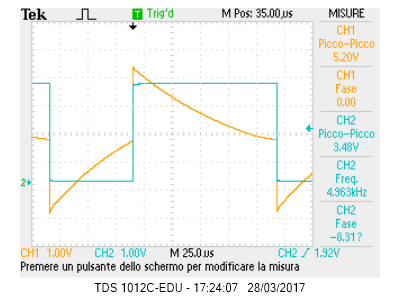 Tek T Trig'd M Pos: 35.00µs MISURE
CH1
Picco-Picco
5.20V
CH1
Fase
0.00
CH2
Picco-Picco
3.48V
CH2
Freq.
4.963kHz
CH2
Fase
-8.31?
2
CH1 1.00V CH2 1.00V M 25.0µs CH2 1.92V
Premere un pulsante dello schermo per modificare la misura
TDS 1012C-EDU - 17:24:07 28/03/2017